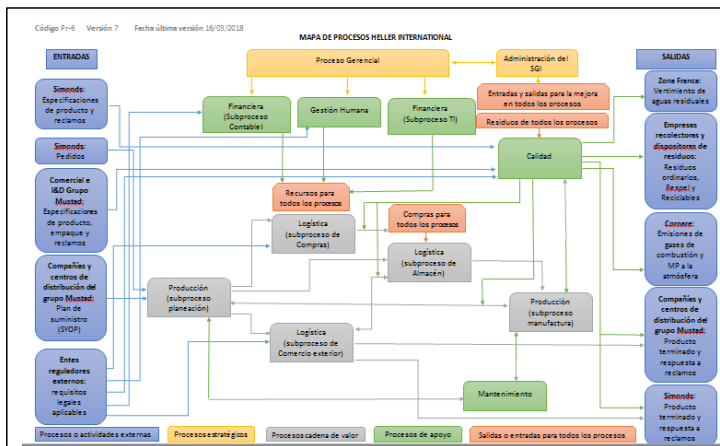 Código Pr-6 Versión 7 Fecha última versión 16/03/2018
MAPA DE PROCESOS HELLER INTERNATIONAL
ENTRADAS
Simonds:
Especificaciones
de producto y
reclamos
Simonds:
Pedidos
Comercial e
I&D Grupo
Mustad:
Especificaciones
de producto,
empaque y
reclamos
Compañías y
centros de
distribución del
grupo Mustad:
Plan de
suministro
(SYOP)
Entes
reguladores
externos:
requisitos
legales
aplicables
Proceso Gerencial
Administración del
SGI
Financiera
(Subproceso
Contable)
Gestión Humana
Financiera
(Subproceso TI)
Entradas y salidas para la mejora
en todos los procesos
Residuos de todos los procesos
Calidad
Recursos para
todos los procesos
Logística
(subproceso de
Compras)
Compras para
todos los procesos
Logística
(subproceso de
Almacén)
Producción
(subproceso
planeación)
Producción
(subproceso
manufactura)
Logística
(subproceso de
Comercio exterior)
Mantenimiento
SALIDAS
Zona Franca:
Vertimiento de
aguas residuales
Empresas
recolectores y
dispositores de
residuos:
Residuos
ordinarios,
Respel y
Reciclables
Cornare:
Emisiones de
gases de
combustión y
MP a la
atmósfera
Compañías y
centros de
distribución del
grupo Mustad:
Producto
terminado y
respuesta a
reclamos
Simonds:
Producto
terminado y
respuesta a
reclamos
Procesos o actividades externas
Procesos estratégicos
Procesos cadena de valor
Procesos de apoyo
Salidas o entradas para todos los procesos